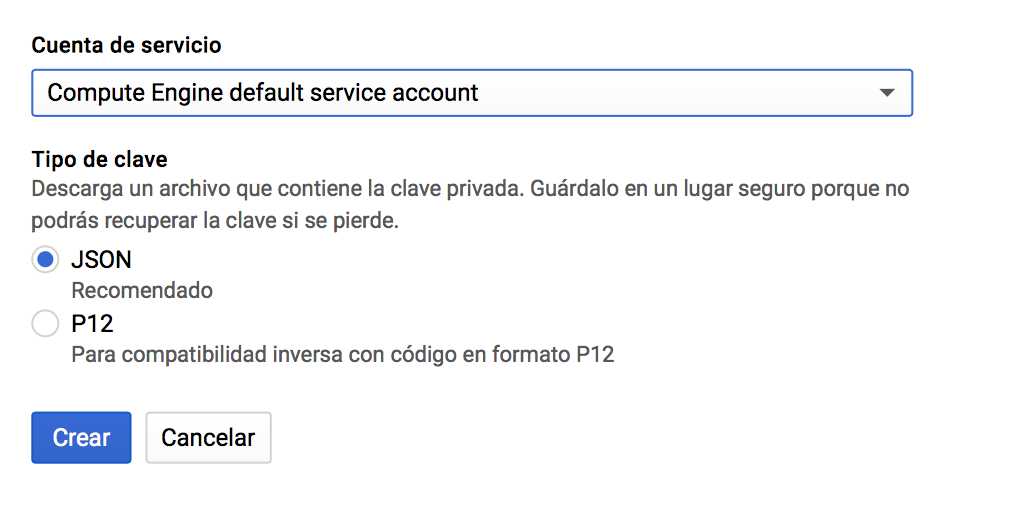 Cuenta de servicio
Compute Engine default service account
Tipo de clave
Descarga un archivo que contiene la clave privada. Guárdalo en un lugar seguro porque no
podrás recuperar la clave si se pierde.
JSON
Recomendado
P12
Para compatibilidad inversa con código en formato P12
Crear Cancelar